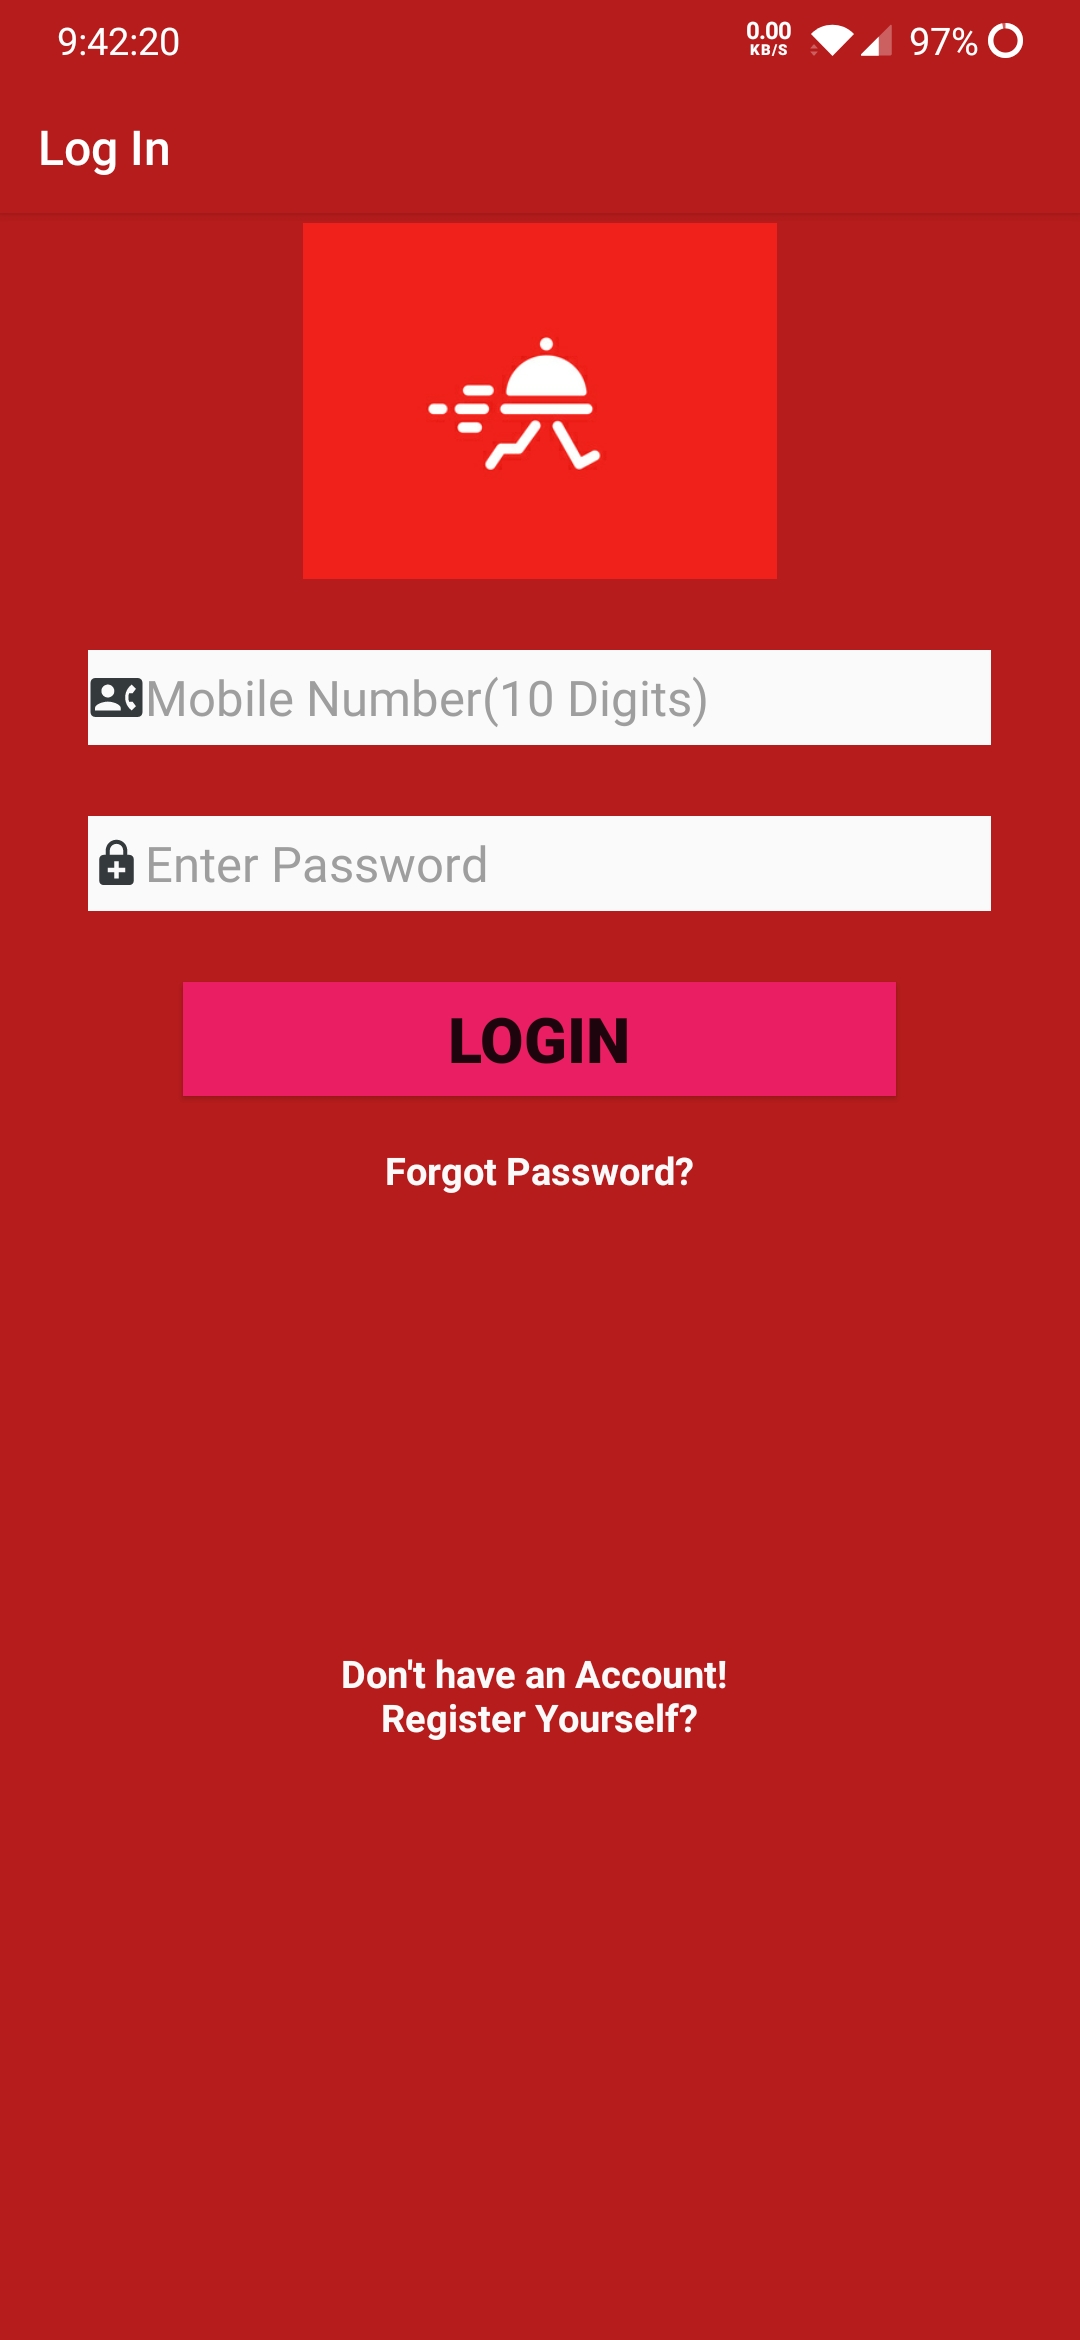 9:42:20 0.00 KB/S 97%
Log In
Mobile Number(10 Digits)
Enter Password
LOGIN
Forgot Password?
Don't have an Account!
Register Yourself?